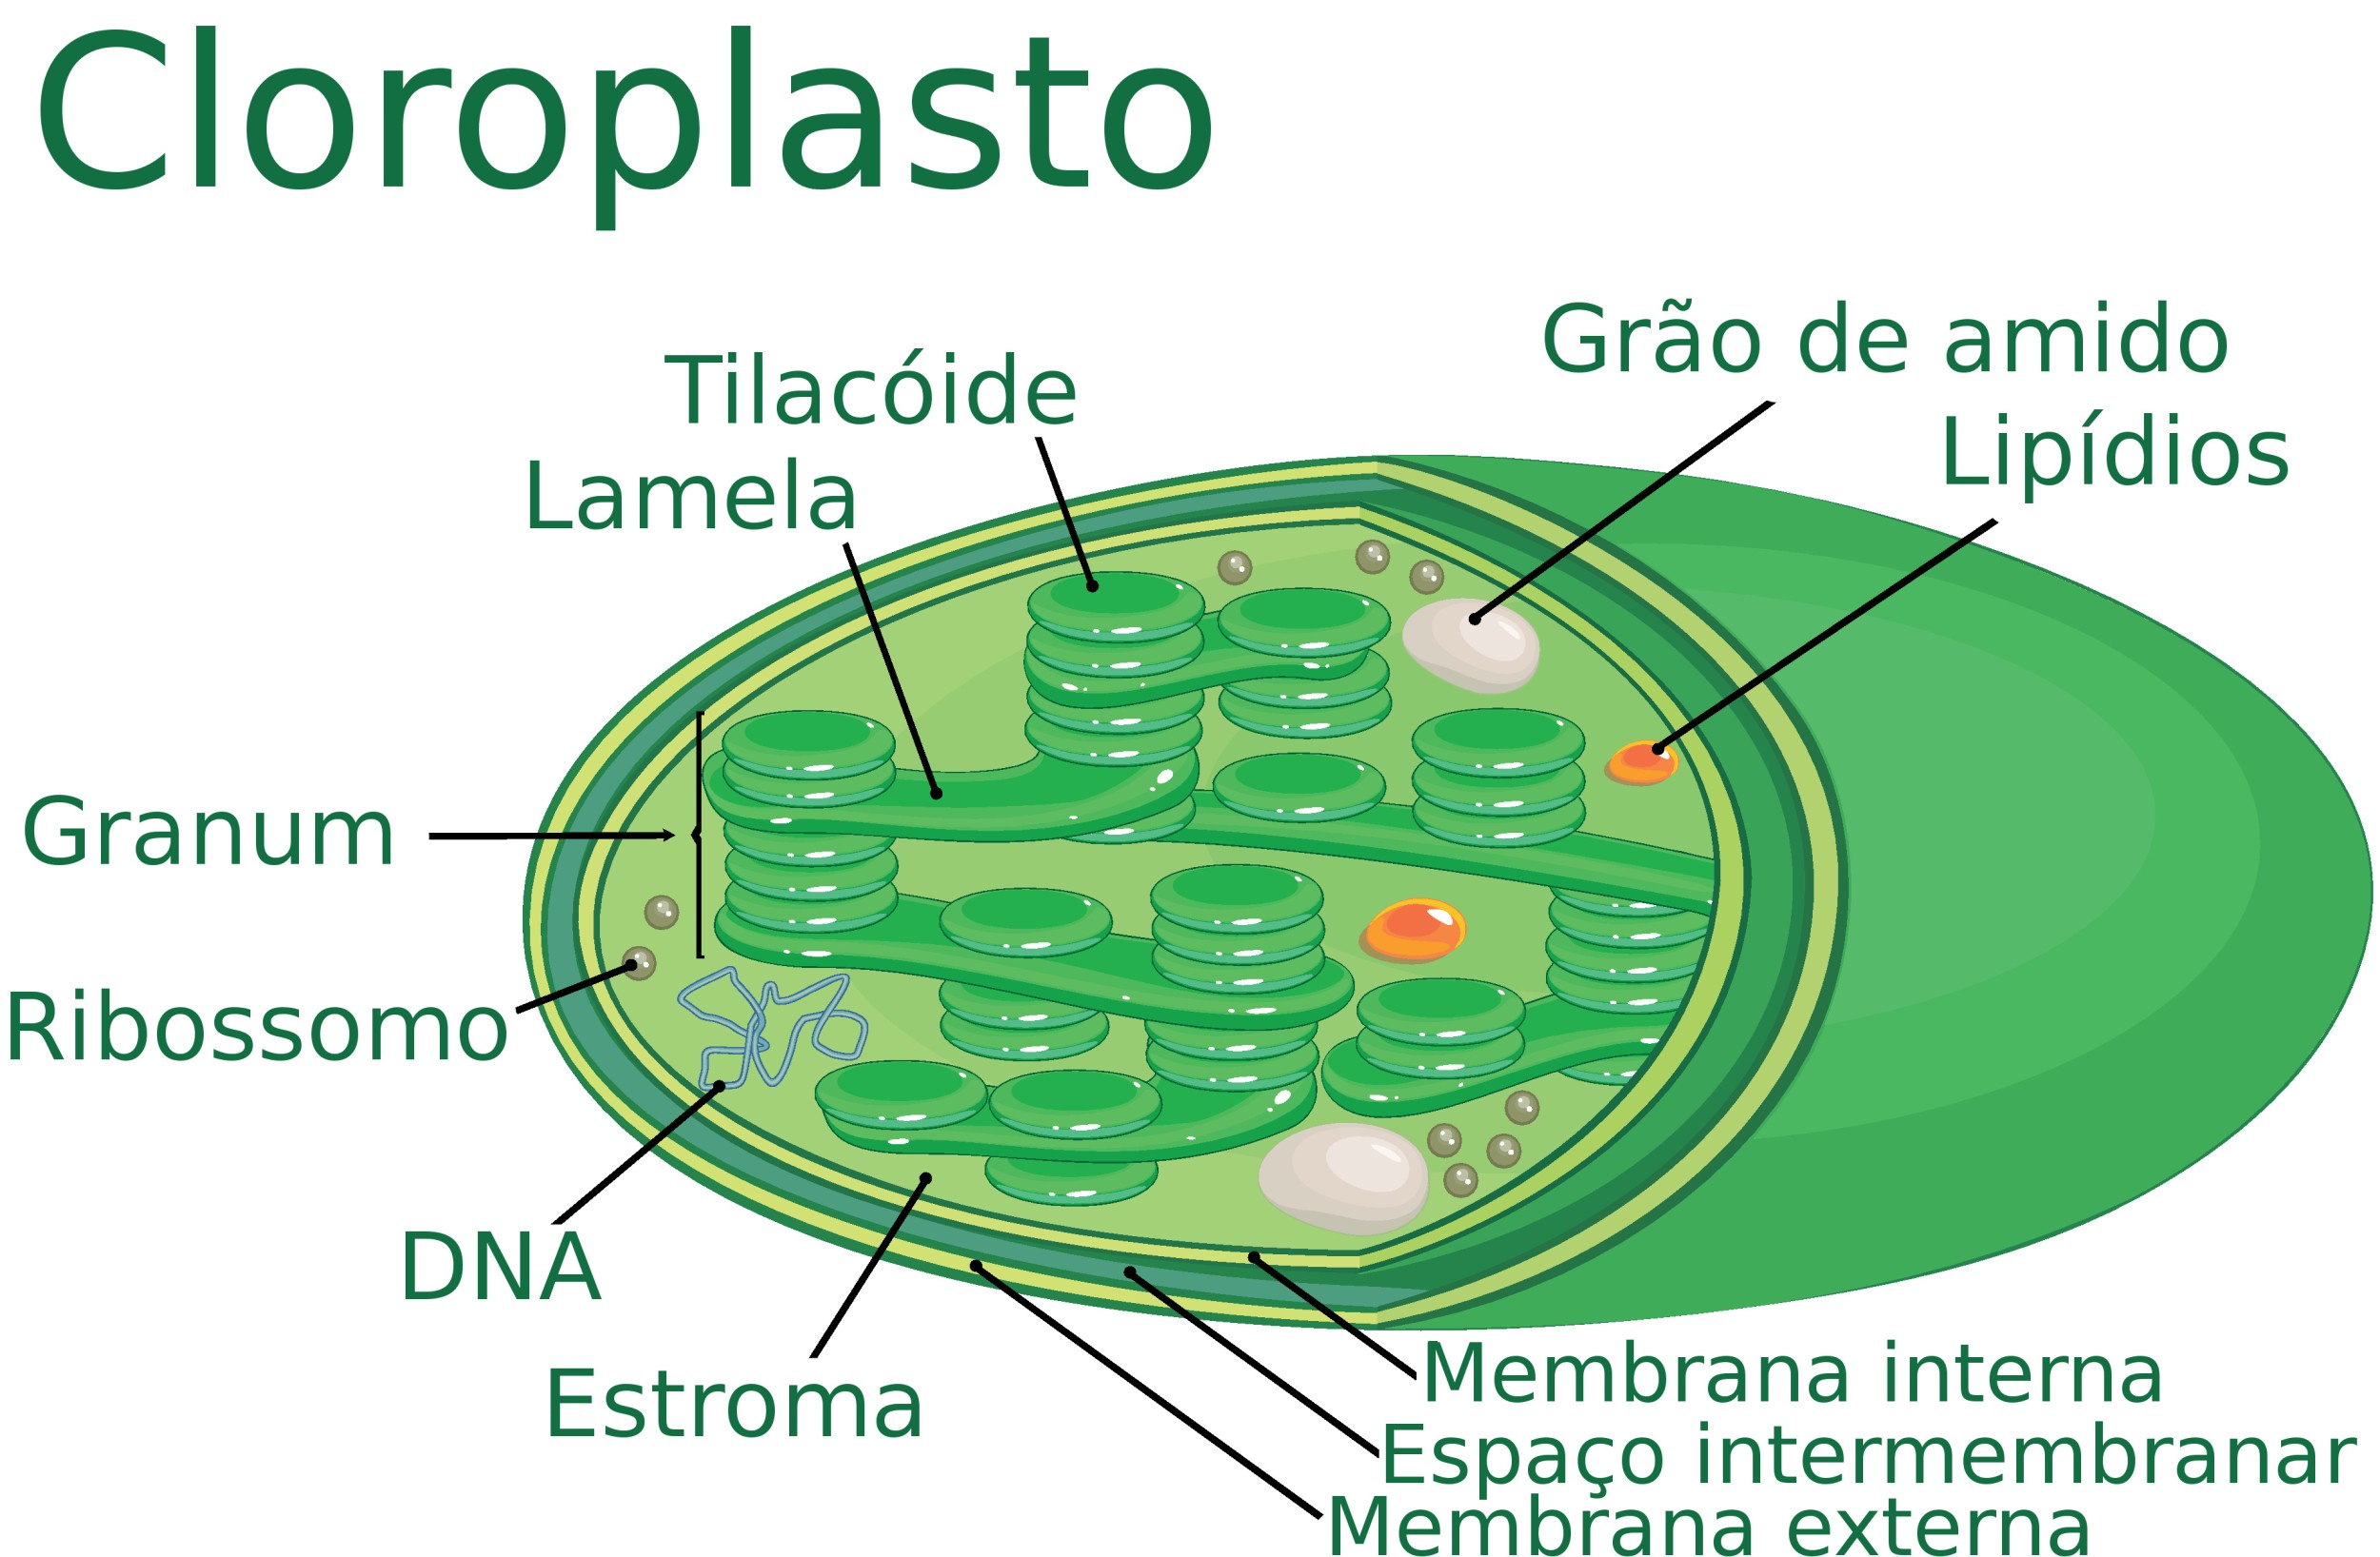 Cloroplasto
Grão de amido
Tilacóide
Lipídios
Lamela
Granum
Ribossomo
DNA
Estroma
Membrana interna
Espaço intermembranar
Membrana externa